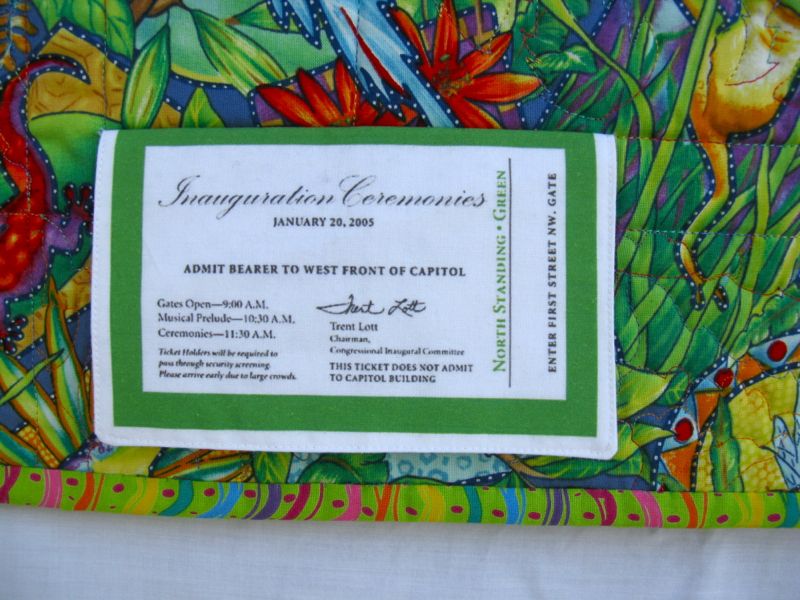 Inauguration Ceremonies
JANUARY 20, 2005
ADMIT BEARER TO WEST FRONT OF CAPITOL
Gates Open—9:00 A.M.
Musical Prelude—10:30 A.M.
Ceremonies—11:30 A.M.
Ticket Holders will be required to
pass through security screening.
Please arrive early due to large crowds.
Trent Lott
Trent Lott
Chairman,
Congressional Inaugural Committee
THIS TICKET DOES NOT ADMIT
TO CAPITOL BUILDING
NORTH STANDING • GREEN
ENTER FIRST STREET NW. GATE